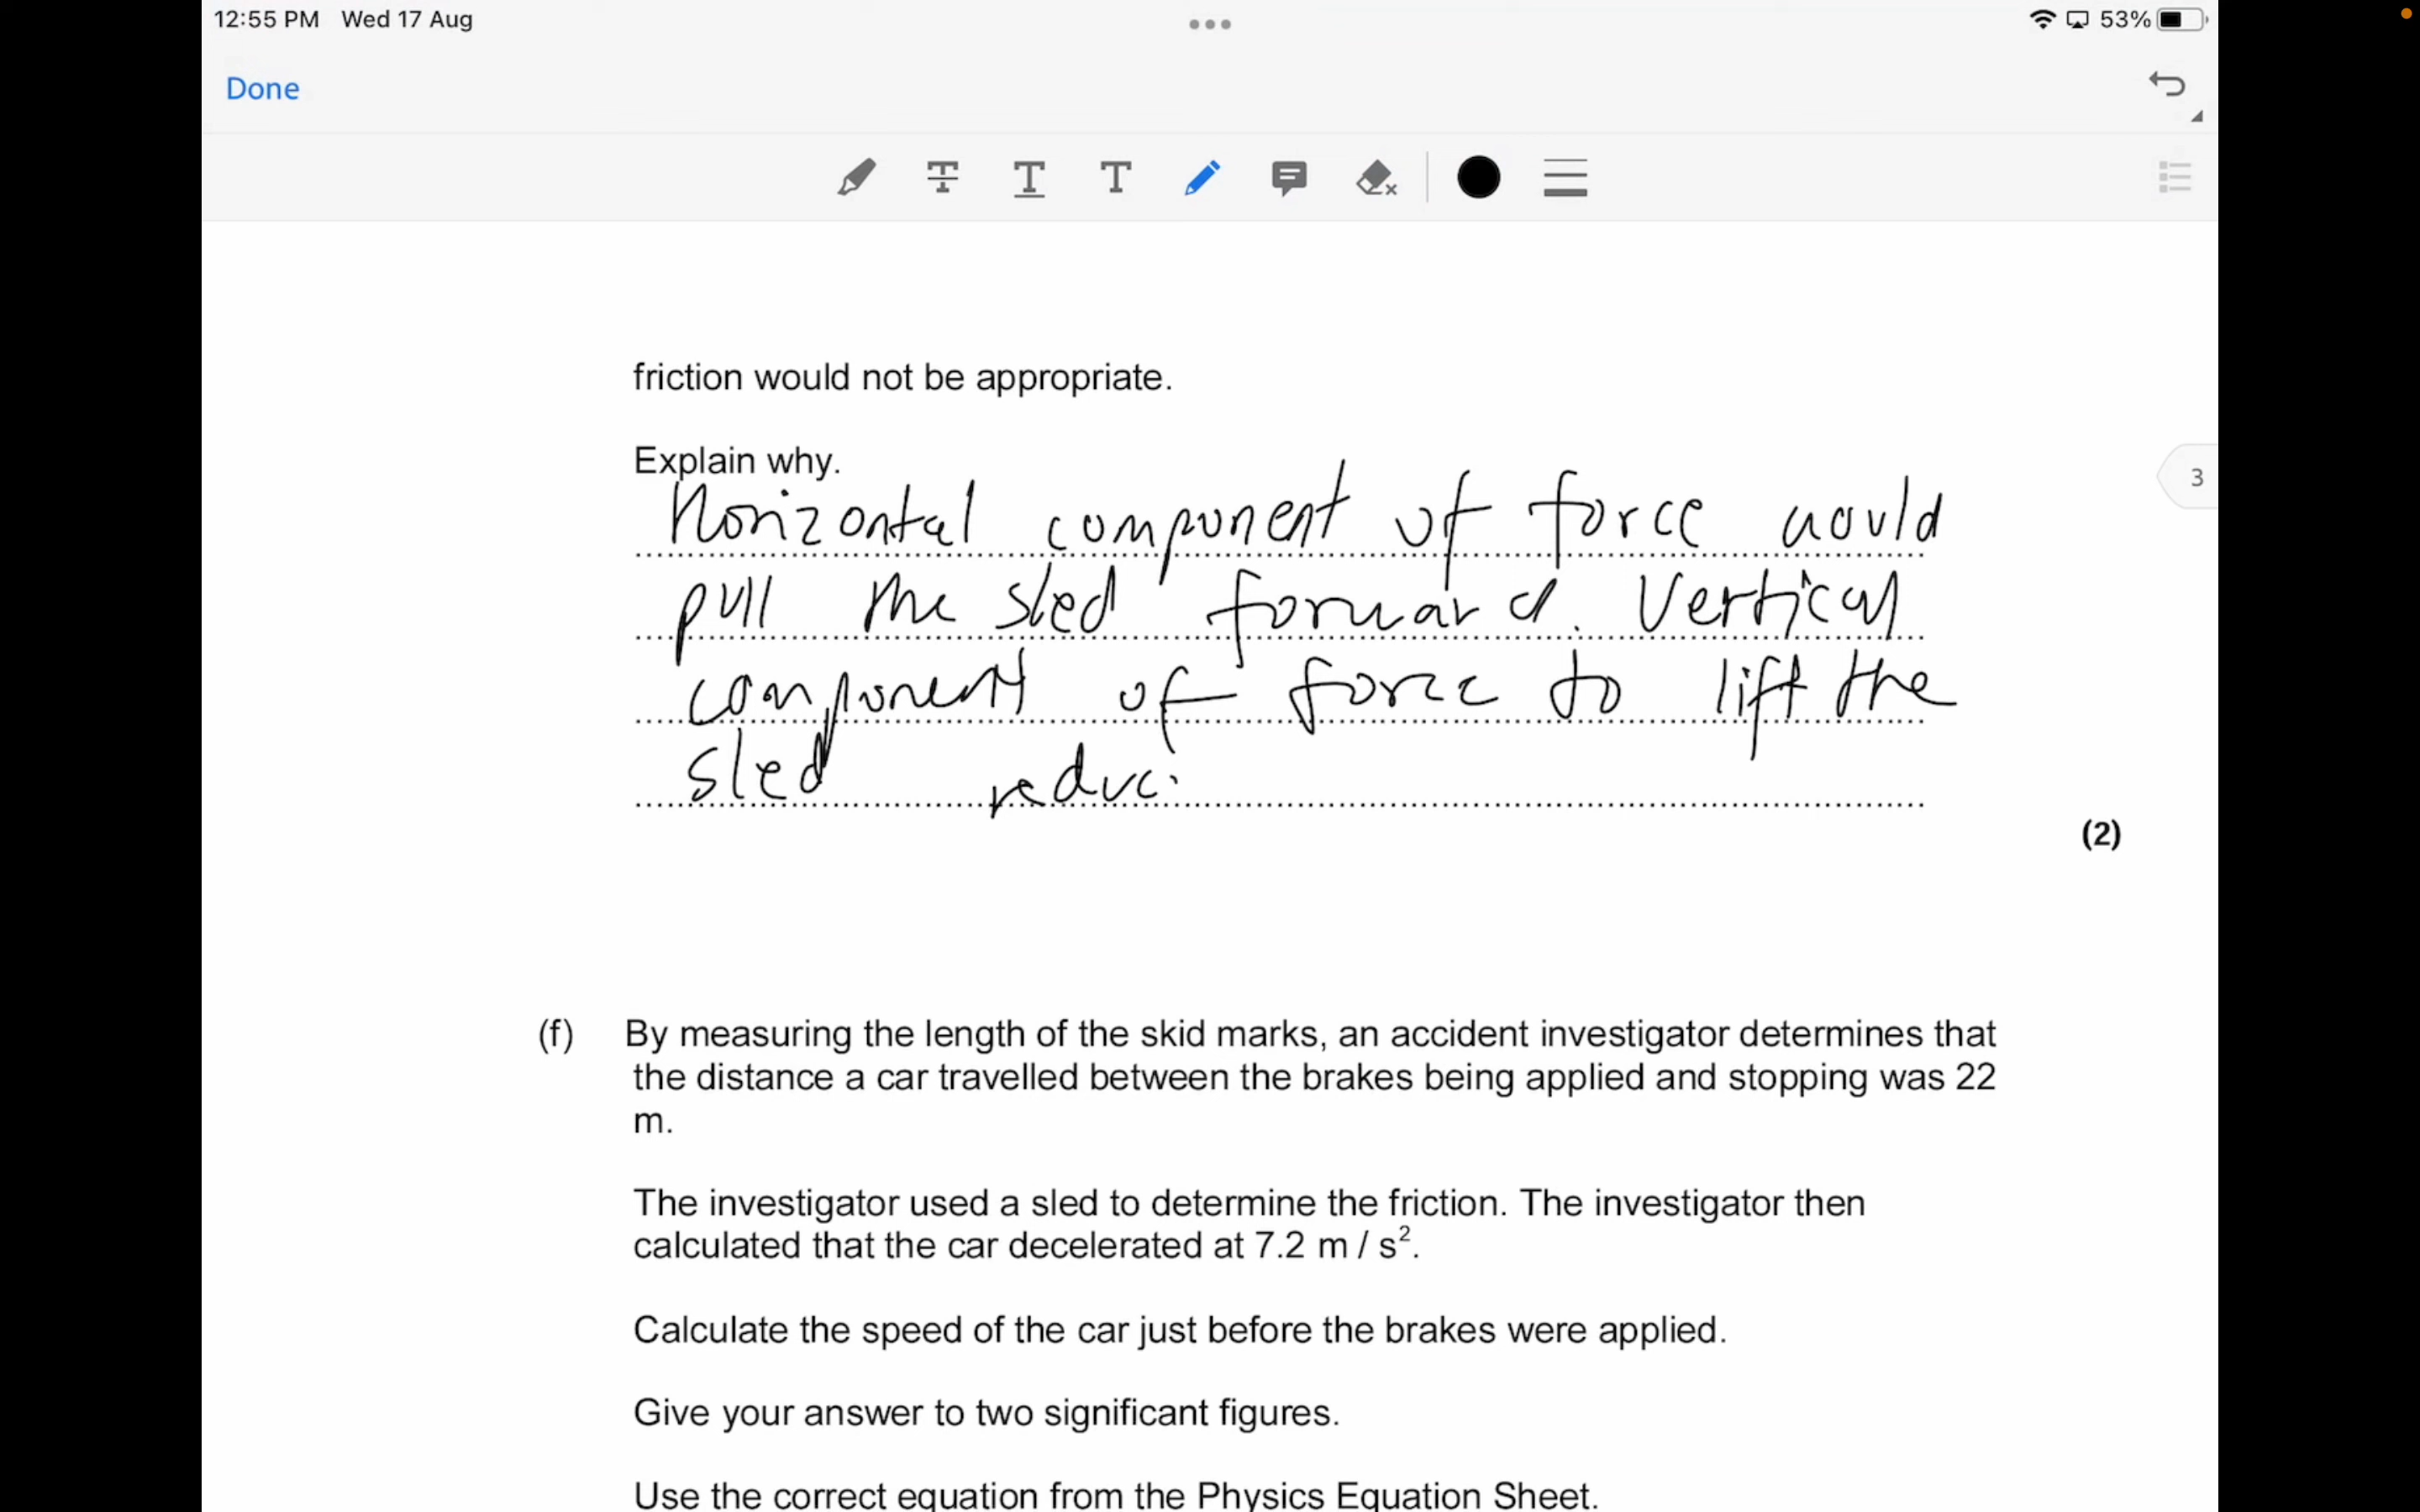 12:55 PM Wed 17 Aug
53%
Done
T T T
3
friction would not be appropriate.
Explain why.
Horizontal component of force would
pull the sled forward. Vertical
component of force to lift the
sled reduci
(2)
(f) By measuring the length of the skid marks, an accident investigator determines that
the distance a car travelled between the brakes being applied and stopping was 22
m.
The investigator used a sled to determine the friction. The investigator then
calculated that the car decelerated at 7.2 m / s².
Calculate the speed of the car just before the brakes were applied.
Give your answer to two significant figures.
Use the correct equation from the Physics Equation Sheet.